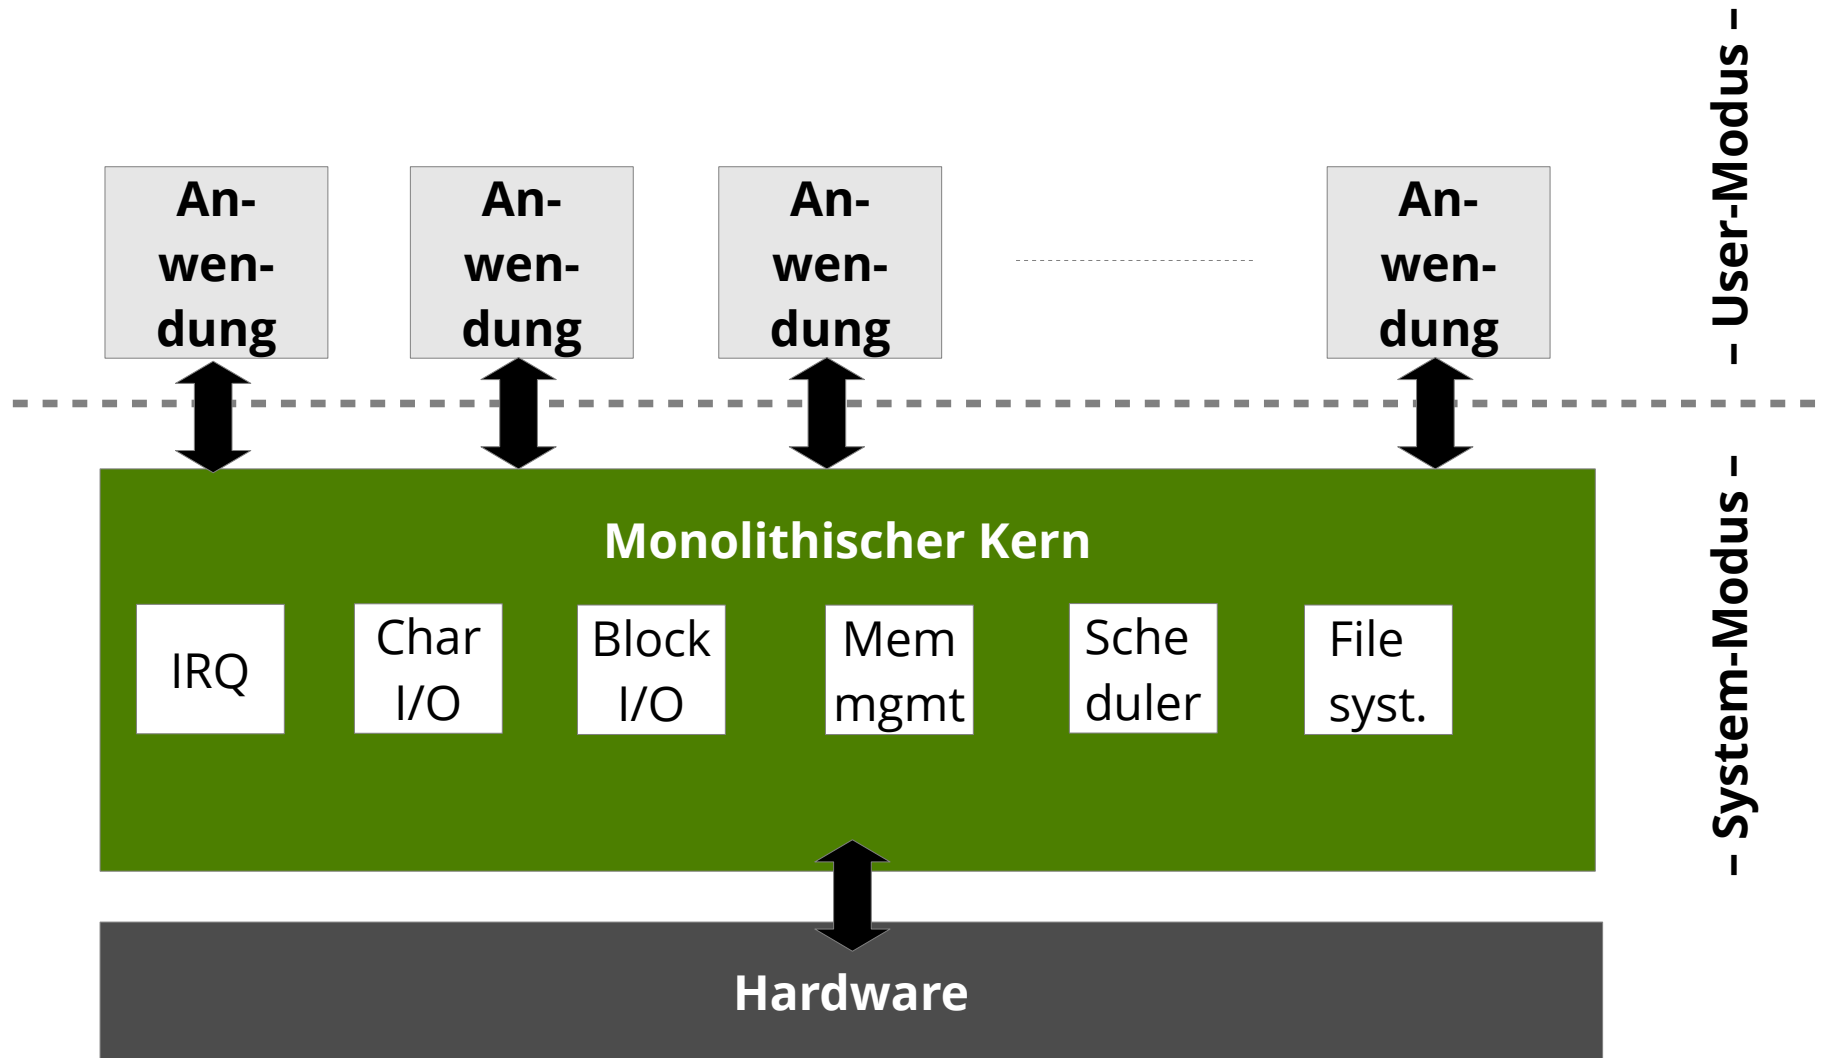 An-
wen-
dung
An-
wen-
dung
An-
wen-
dung
An-
wen-
dung
– User-Modus –
Monolithischer Kern
IRQ
Char
I/O
Block
I/O
Mem
mgmt
Sche
duler
File
syst.
– System-Modus –
Hardware